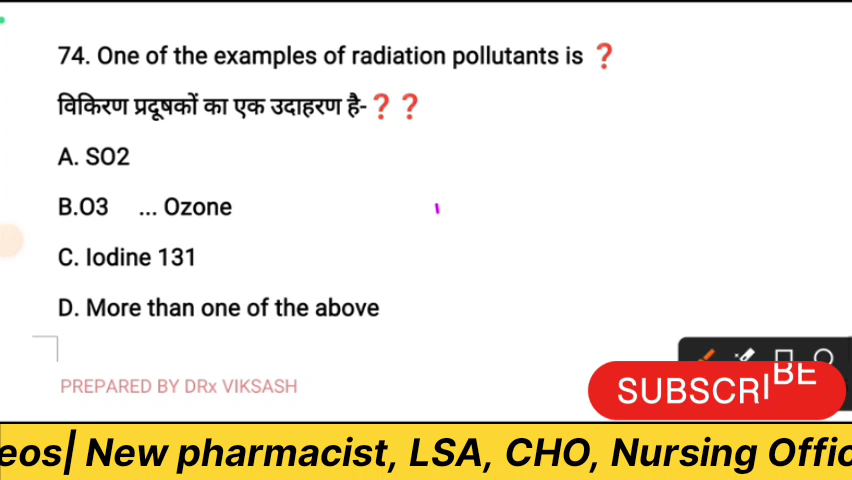 74. One of the examples of radiation pollutants is ❓
विकिरण प्रदूषकों का एक उदाहरण है-❓❓
A. SO2
B.O3 ... Ozone
C. Iodine 131
D. More than one of the above
PREPARED BY DRx VIKSASH
SUBSCRIBE
eos| New pharmacist, LSA, CHO, Nursing Offic